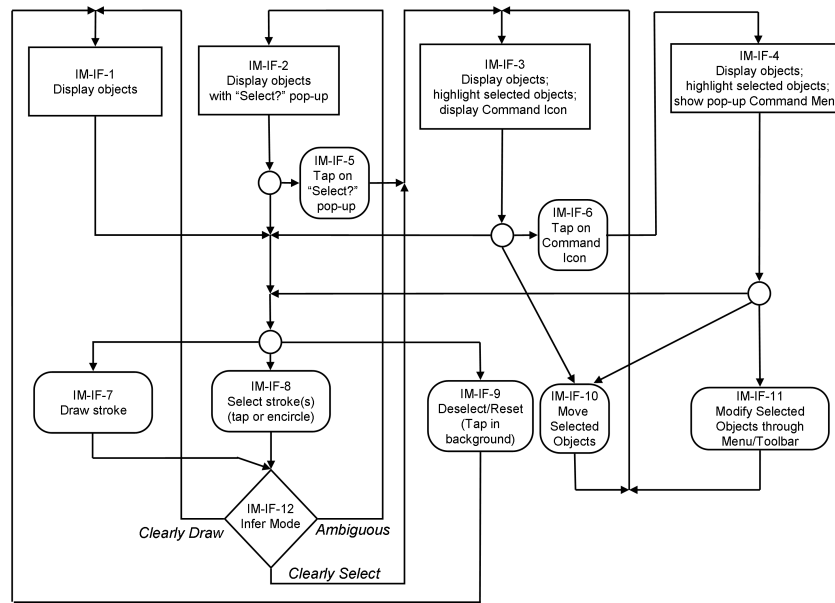 IM-IF-1
Display objects
IM-IF-2
Display objects
with “Select?” pop-up
IM-IF-3
Display objects;
highlight selected objects;
display Command Icon
IM-IF-4
Display objects;
highlight selected objects;
show pop-up Command Menu
IM-IF-5
Tap on
“Select?”
pop-up
IM-IF-6
Tap on
Command
Icon
IM-IF-7
Draw stroke
IM-IF-8
Select stroke(s)
(tap or encircle)
IM-IF-9
Deselect/Reset
(Tap in
background)
IM-IF-10
Move
Selected
Objects
IM-IF-11
Modify Selected
Objects through
Menu/Toolbar
IM-IF-12
Infer Mode
Clearly Draw
Ambiguous
Clearly Select